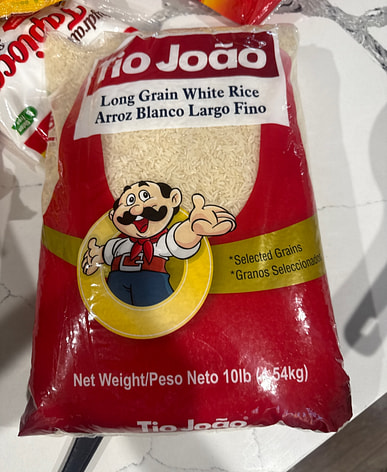 Tapioca
Tio João
Long Grain White Rice
Arroz Blanco Largo Fino
*Selected Grains
*Granos Seleccionados
Net Weight/Peso Neto 10lb (4.54kg)
Tio João